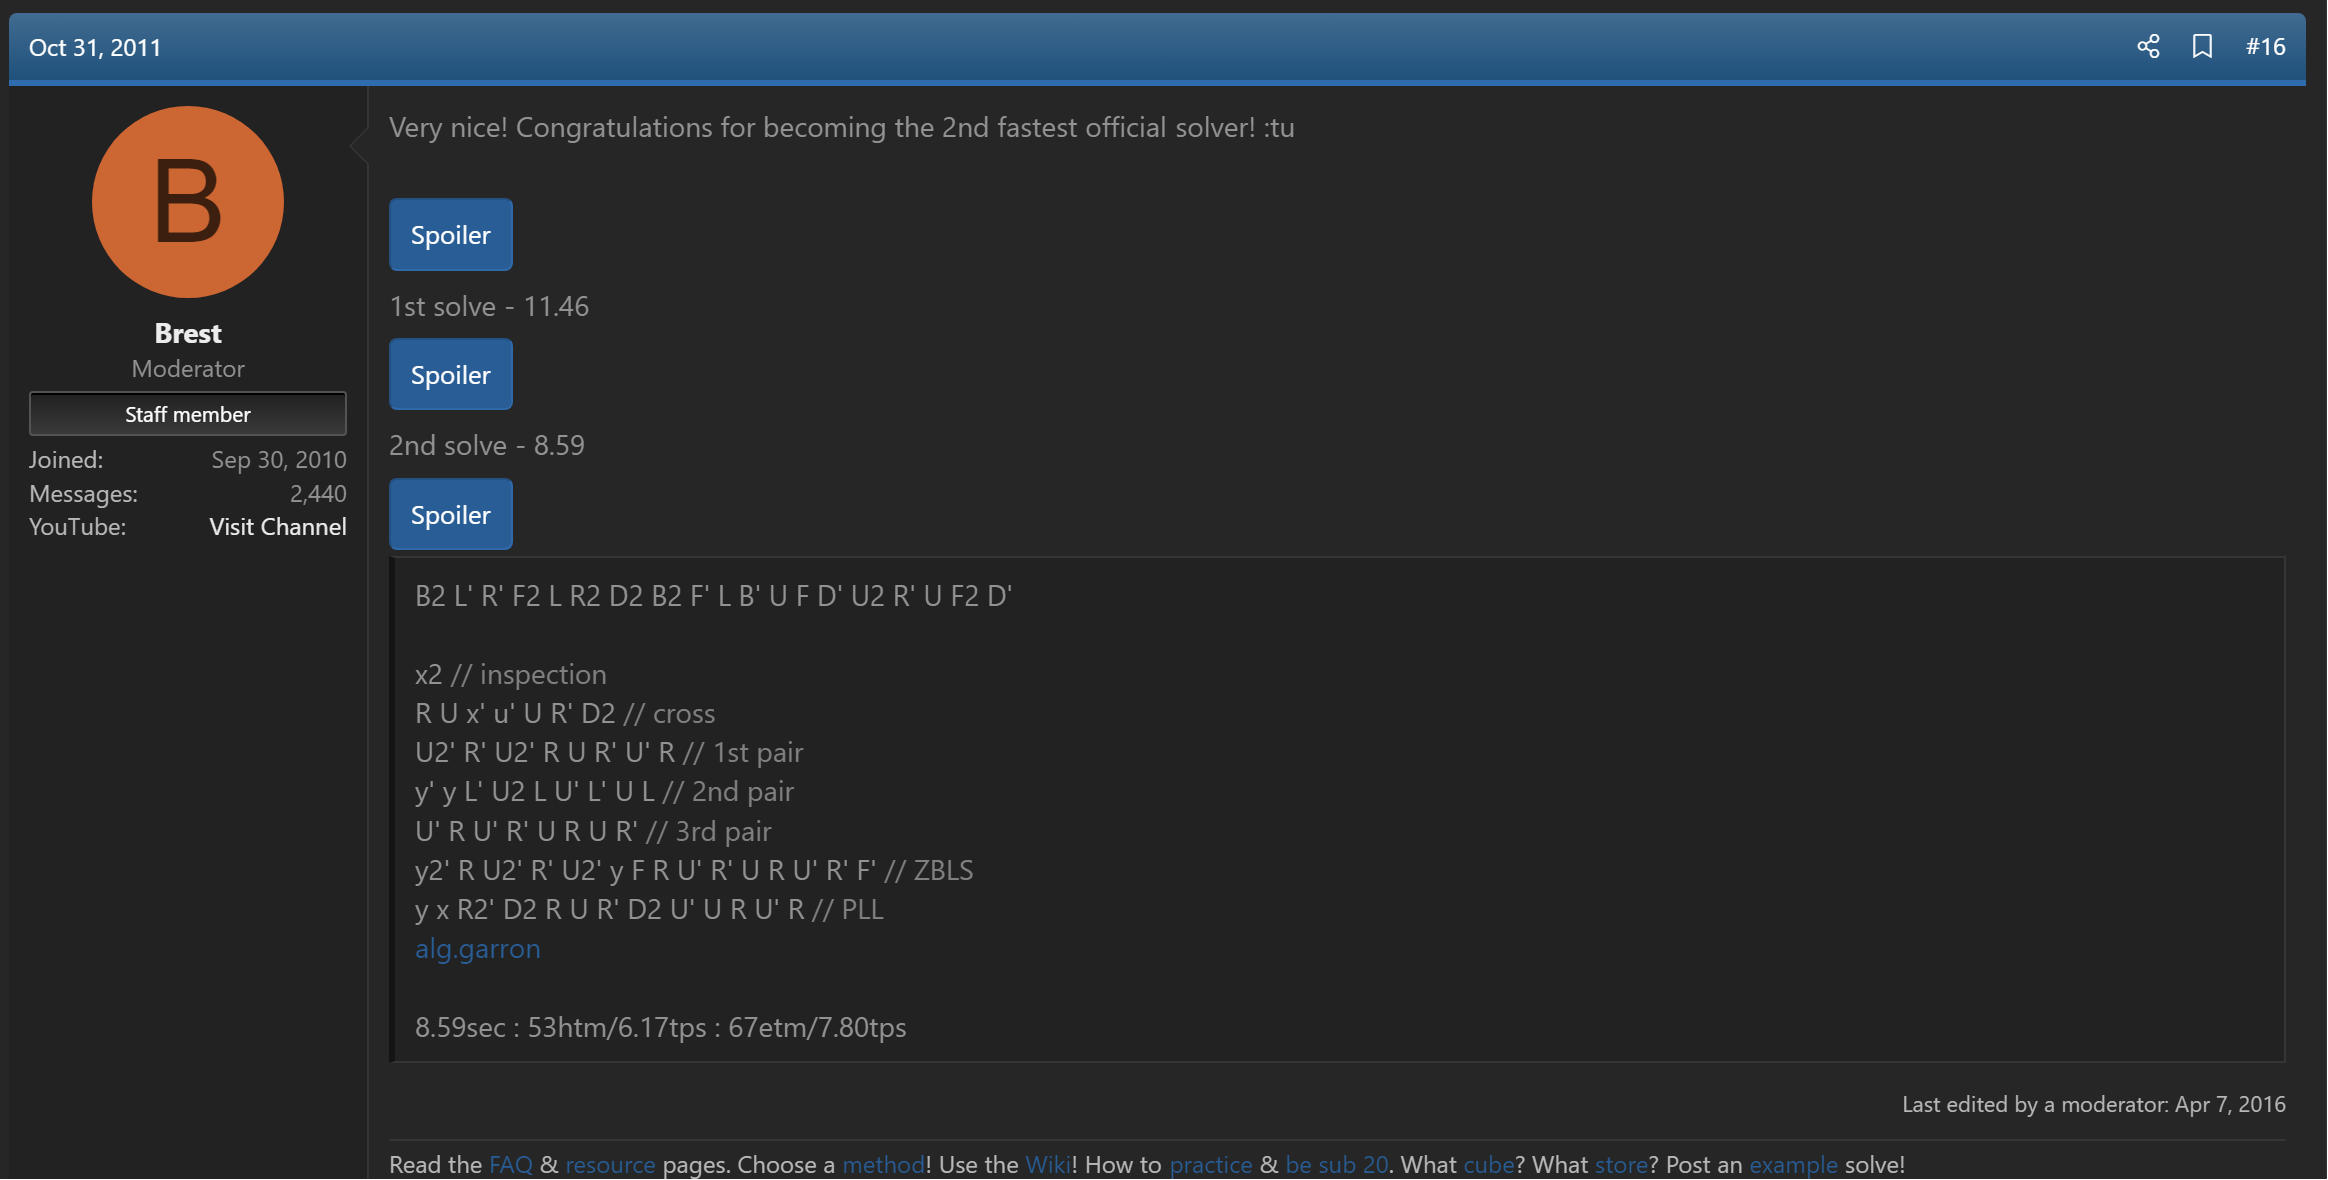 Oct 31, 2011
#16
B
Brest
Moderator
Staff member
Joined: Sep 30, 2010
Messages: 2,440
YouTube: Visit Channel
Very nice! Congratulations for becoming the 2nd fastest official solver! :tu
Spoiler
1st solve - 11.46
Spoiler
2nd solve - 8.59
Spoiler
B2 L' R' F2 L R2 D2 B2 F' L B' U F D' U2 R' U F2 D'
x2 // inspection
R U x' u' U R' D2 // cross
U2' R' U2' R U R' U' R // 1st pair
y' y L' U2 L U' L' U L // 2nd pair
U' R U' R' U R U R' // 3rd pair
y2' R U2' R' U2' y F R U' R' U R U' R' F' // ZBLS
y x R2' D2 R U R' D2 U' U R U' R // PLL
alg.garron
8.59sec : 53htm/6.17tps : 67etm/7.80tps
Last edited by a moderator: Apr 7, 2016
Read the FAQ & resource pages. Choose a method! Use the Wiki! How to practice & be sub 20. What cube? What store? Post an example solve!